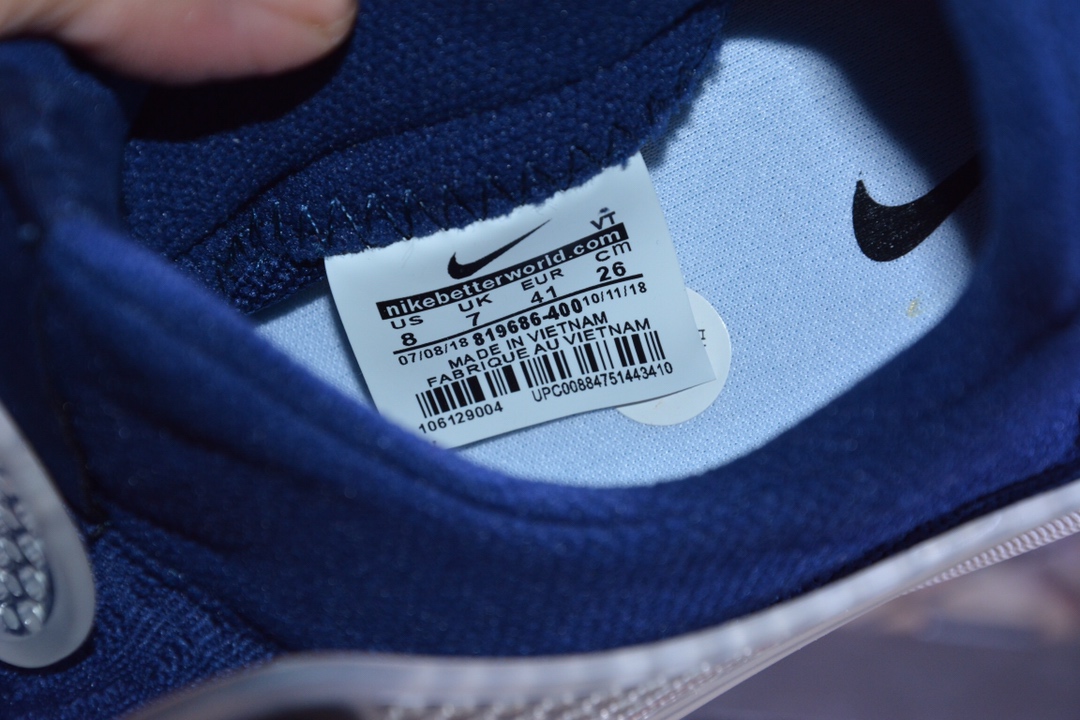 VT
nikebetterworld.com
US UK EUR cm
8 7 41 26
07/08/18 819686-400 10/11/18
MADE IN VIETNAM
FABRIQUE AU VIETNAM
106129004 UPC00884751443410